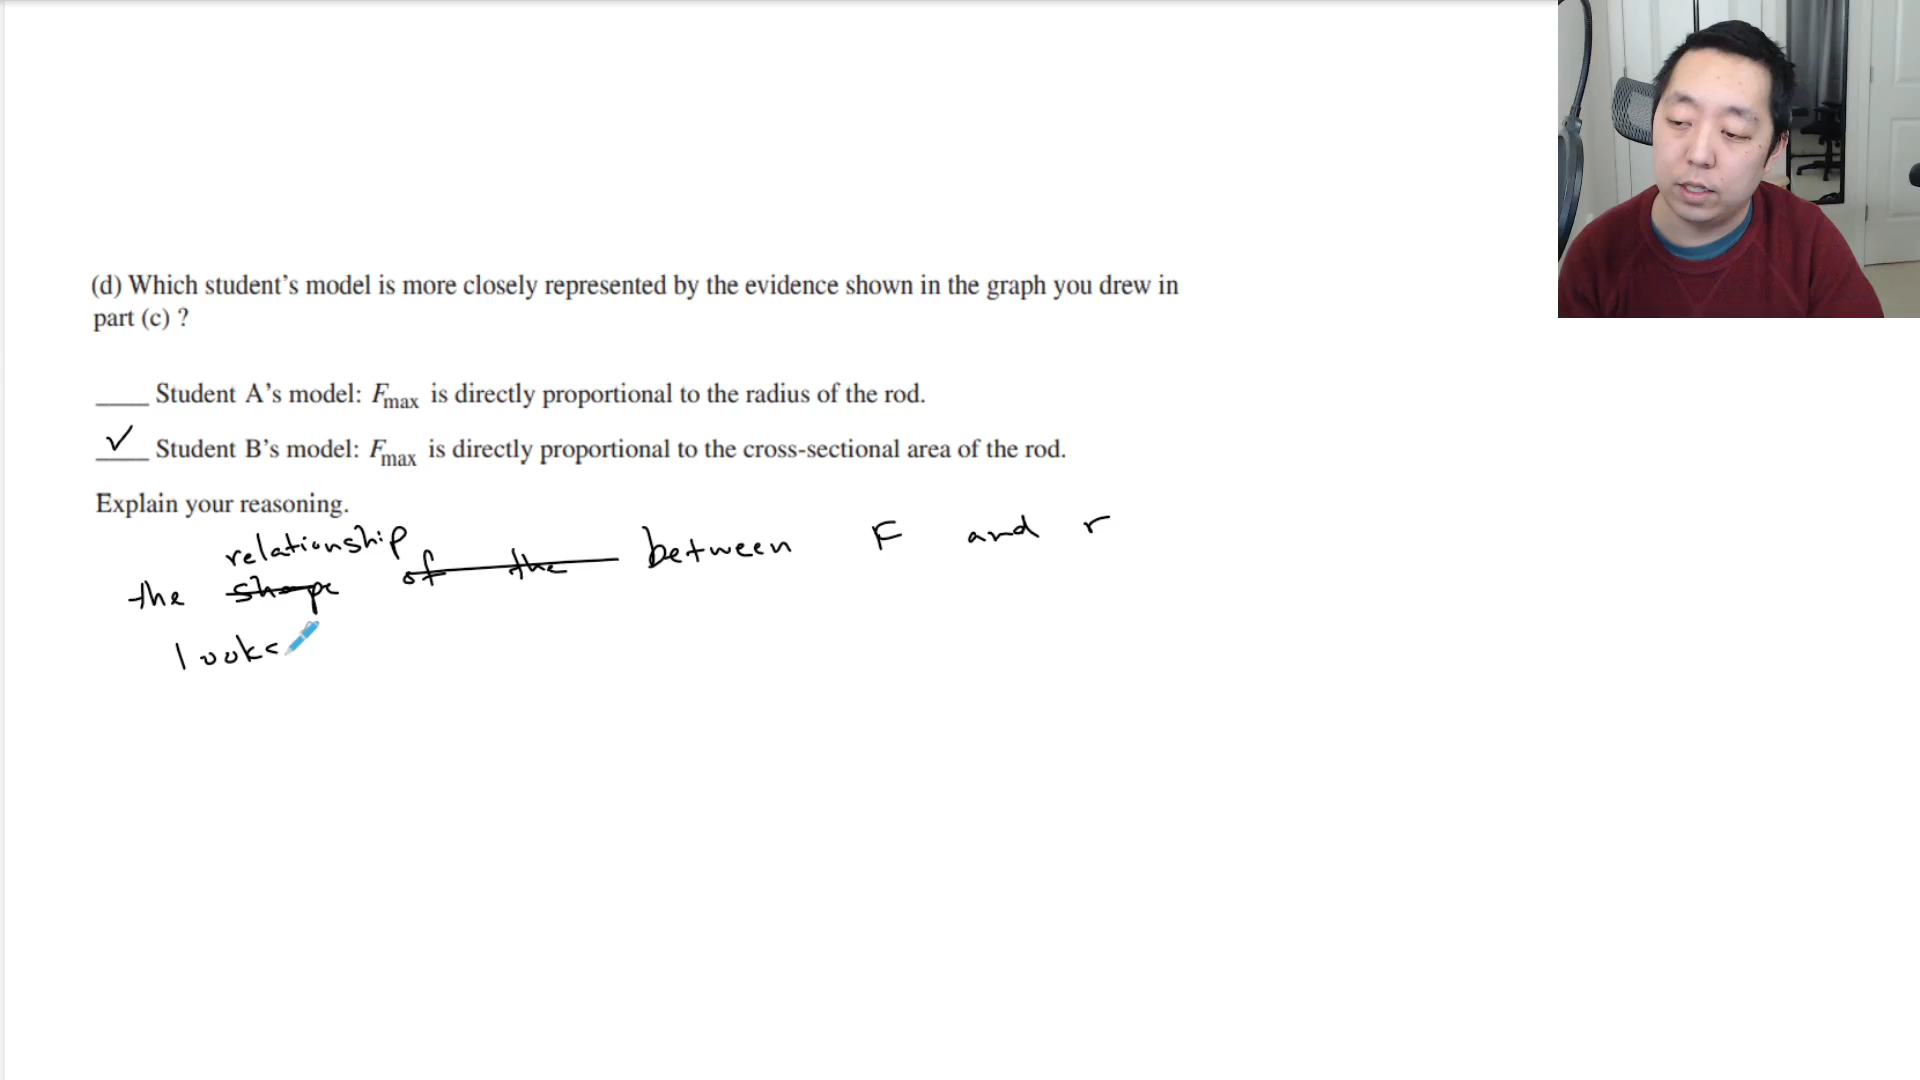 (d) Which student's model is more closely represented by the evidence shown in the graph you drew in
part (c) ?
____ Student A's model: Fmax is directly proportional to the radius of the rod.
✓ Student B's model: Fmax is directly proportional to the cross-sectional area of the rod.
Explain your reasoning.
relationship
the shape of the between F and r
looks